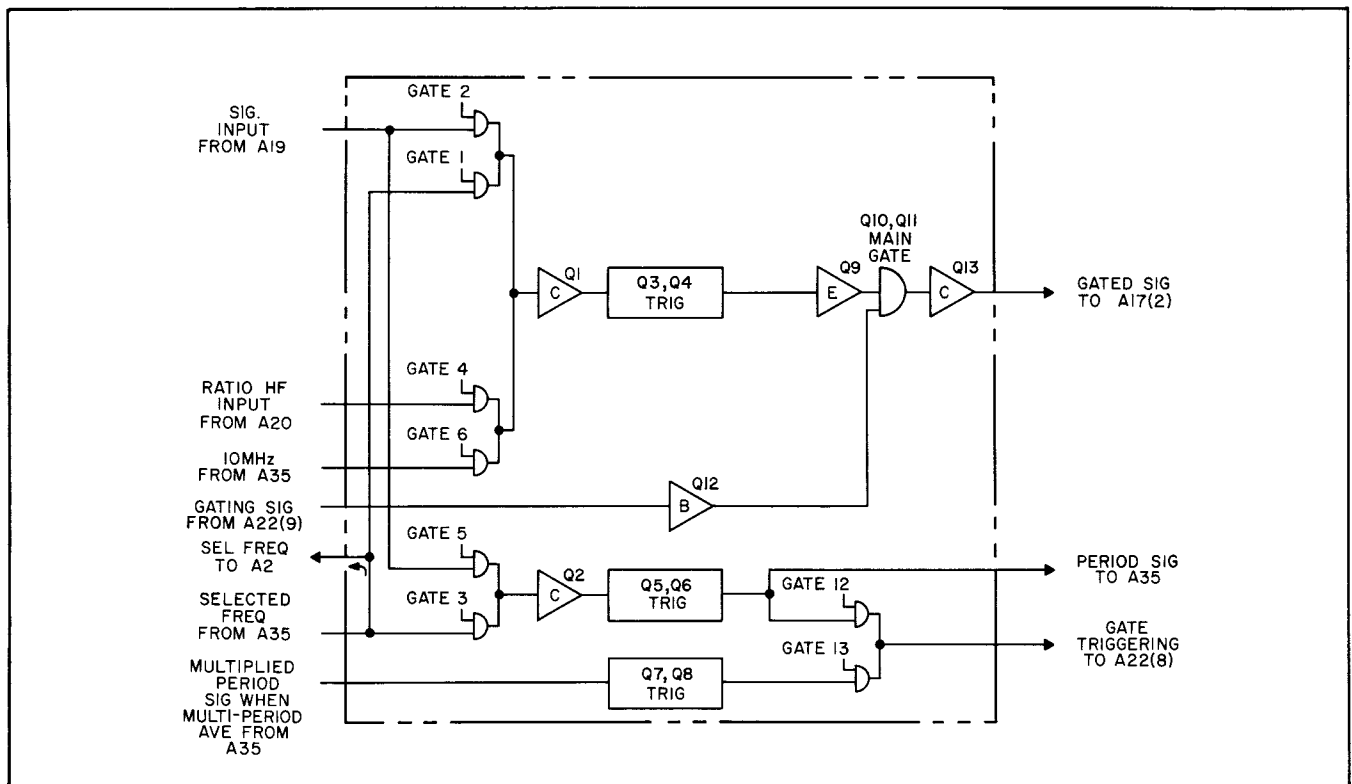 GATE 2
SIG.
INPUT
FROM A19
GATE 1
Q10,Q11
MAIN
GATE
Q1
Q3,Q4
TRIG
Q9
Q13
C
E
C
GATED SIG
TO A17(2)
GATE 4
RATIO HF
INPUT
FROM A20
GATE 6
10MHz
FROM A35
Q12
B
GATING SIG
FROM A22(9)
GATE 5
SEL FREQ
TO A2
Q2
C
Q5,Q6
TRIG
PERIOD SIG
TO A35
GATE 12
GATE 3
SELECTED
FREQ
FROM A35
GATE
TRIGGERING
TO A22(8)
GATE 13
MULTIPLIED
PERIOD
SIG WHEN
MULTI-PERIOD
AVE FROM
A35
Q7,Q8
TRIG